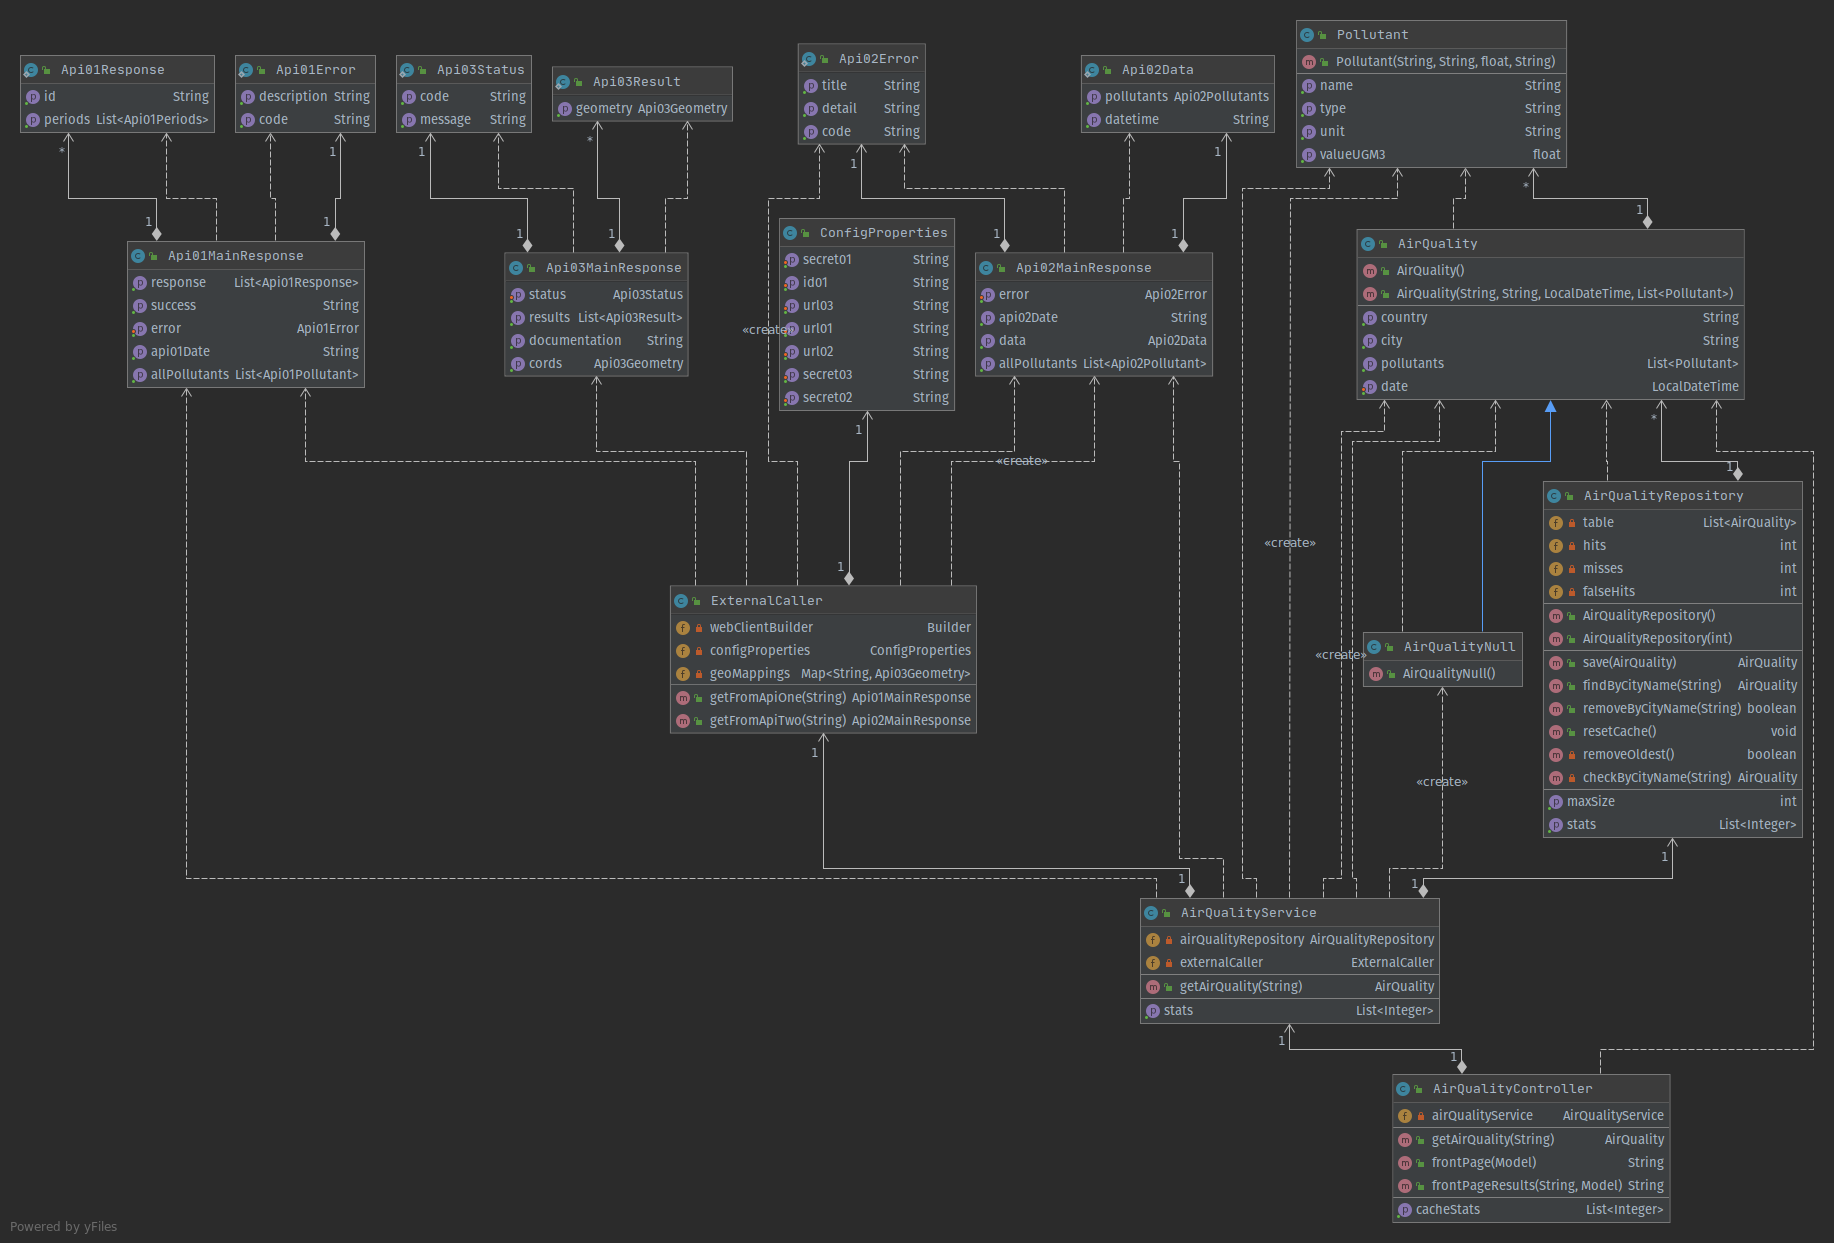 Api01Response
id String
periods List<Api01Periods>
Api01Error
description String
code String
Api03Status
code String
message String
Api03Result
geometry Api03Geometry
Api02Error
title String
detail String
code String
Api02Data
pollutants Api02Pollutants
datetime String
Pollutant
Pollutant(String, String, float, String)
name String
type String
unit String
valueUGM3 float
*
1
1
1
1
1
*
1
1
1
1
1
*
1
Api01MainResponse
response List<Api01Response>
success String
error Api01Error
api01Date String
allPollutants List<Api01Pollutant>
Api03MainResponse
status Api03Status
results List<Api03Result>
documentation String
cords Api03Geometry
«create»
ConfigProperties
secret01 String
id01 String
url03 String
url01 String
url02 String
secret03 String
secret02 String
Api02MainResponse
error Api02Error
api02Date String
data Api02Data
allPollutants List<Api02Pollutant>
AirQuality
AirQuality()
AirQuality(String, String, LocalDateTime, List<Pollutant>)
country String
city String
pollutants List<Pollutant>
date LocalDateTime
1
«create»
*
1
«create»
1
AirQualityRepository
table List<AirQuality>
hits int
misses int
falseHits int
AirQualityRepository()
AirQualityRepository(int)
save(AirQuality) AirQuality
findByCityName(String) AirQuality
removeByCityName(String) boolean
resetCache() void
removeOldest() boolean
checkByCityName(String) AirQuality
maxSize int
stats List<Integer>
ExternalCaller
webClientBuilder Builder
configProperties ConfigProperties
geoMappings Map<String, Api03Geometry>
getFromApiOne(String) Api01MainResponse
getFromApiTwo(String) Api02MainResponse
«create»
AirQualityNull
AirQualityNull()
1
«create»
1
1
1
AirQualityService
airQualityRepository AirQualityRepository
externalCaller ExternalCaller
getAirQuality(String) AirQuality
stats List<Integer>
1
1
AirQualityController
airQualityService AirQualityService
getAirQuality(String) AirQuality
frontPage(Model) String
frontPageResults(String, Model) String
cacheStats List<Integer>
Powered by yFiles